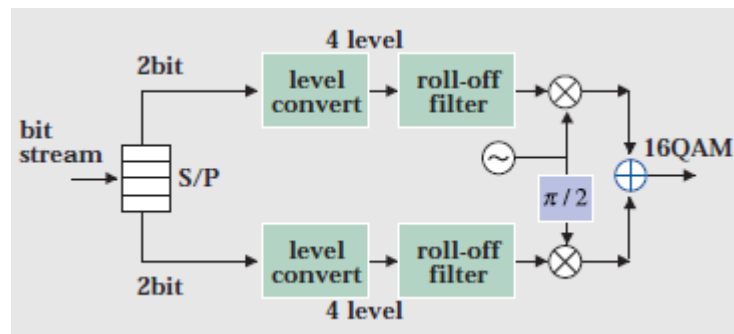 4 level
2bit
level
convert
roll-off
filter
bit
stream
S/P
16QAM
π / 2
level
convert
roll-off
filter
2bit
4 level